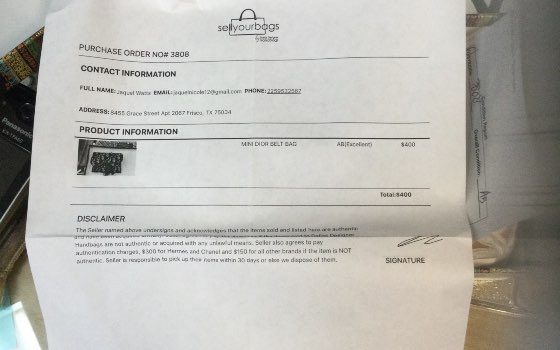 sellyourbags
PURCHASE ORDER NO# 3808
CONTACT INFORMATION
FULL NAME: Jaquel Watts EMAIL: jaquelnicole12@gmail.com PHONE:
ADDRESS: 8455 Grace Street Apt 2067 Frisco, TX 75034
PRODUCT INFORMATION
MINI DIOR BELT BAG AB(Excellent) $400
Total: $400
DISCLAIMER
The Seller named above undersigns and acknowledges that the items sold and listed here are authentic
Handbags are not authentic or acquired with any unlawful means. Seller also agrees to pay
authentication charges, $300 for Hermes and Chanel and $150 for all other brands if the item is NOT
authentic. Seller is responsible to pick up their items within 30 days or else we dispose of them.
SIGNATURE
Panasonic